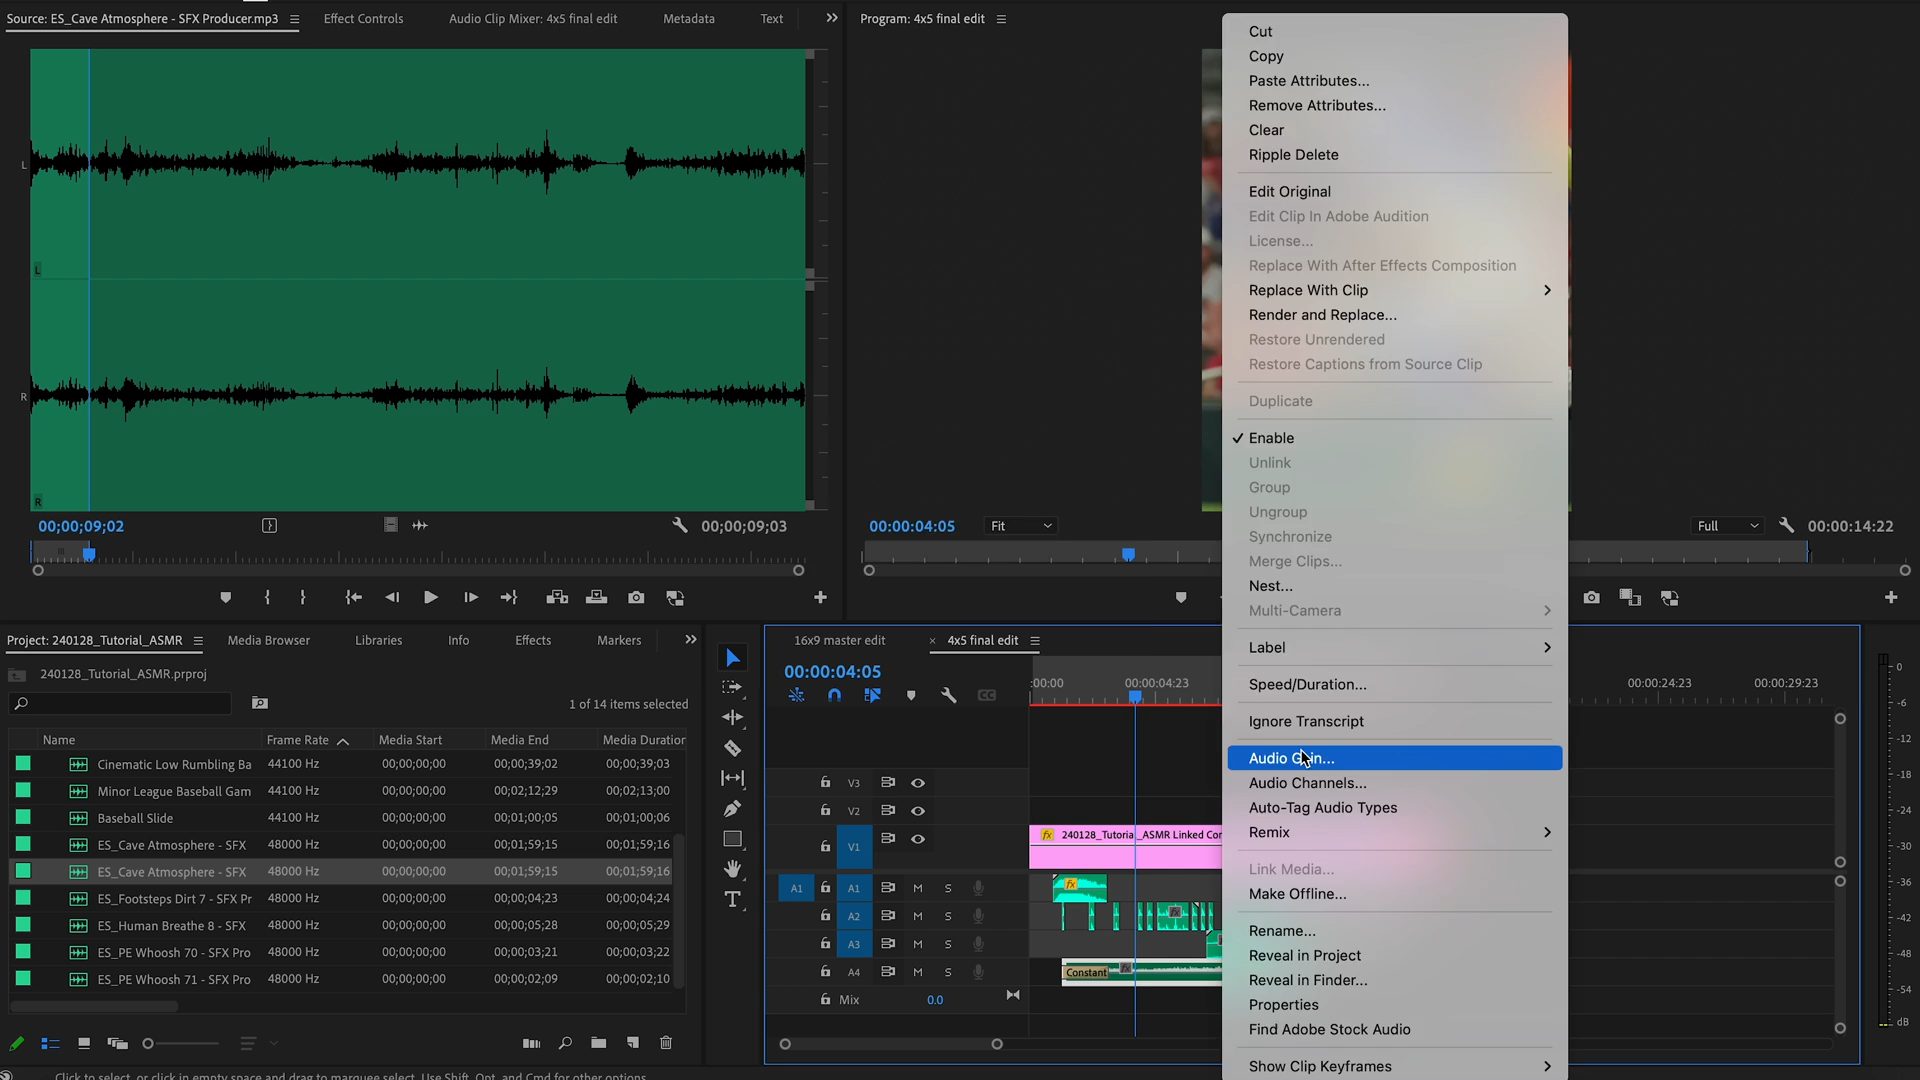 Source: ES_Cave Atmosphere - SFX Producer.mp3
Effect Controls
Audio Clip Mixer: 4x5 final edit
Metadata
Text
Program: 4x5 final edit
L
L
R
R
00;00;09;02
00;00;09;03
00:00:04:05
Fit
Full
00:00:14:22
Cut
Copy
Paste Attributes...
Remove Attributes...
Clear
Ripple Delete
Edit Original
Edit Clip In Adobe Audition
License...
Replace With After Effects Composition
Replace With Clip
Render and Replace...
Restore Unrendered
Restore Captions from Source Clip
Duplicate
Enable
Unlink
Group
Ungroup
Synchronize
Merge Clips...
Nest...
Multi-Camera
Label
Speed/Duration...
Ignore Transcript
Audio Gain...
Audio Channels...
Auto-Tag Audio Types
Remix
Link Media...
Make Offline...
Rename...
Reveal in Project
Reveal in Finder...
Properties
Find Adobe Stock Audio
Show Clip Keyframes
Project: 240128_Tutorial_ASMR
Media Browser
Libraries
Info
Effects
Markers
240128_Tutorial_ASMR.prproj
1 of 14 items selected
Name Frame Rate Media Start Media End Media Duration
Cinematic Low Rumbling Ba 44100 Hz 00;00;00;00 00;00;39;02 00;00;39;03
Minor League Baseball Gam 44100 Hz 00;00;00;00 00;02;12;29 00;02;13;00
Baseball Slide 44100 Hz 00;00;00;00 00;01;00;05 00;01;00;06
ES_Cave Atmosphere - SFX 48000 Hz 00;00;00;00 00;01;59;15 00;01;59;16
ES_Cave Atmosphere - SFX 48000 Hz 00;00;00;00 00;01;59;15 00;01;59;16
ES_Footsteps Dirt 7 - SFX Pr 48000 Hz 00;00;00;00 00;00;04;23 00;00;04;24
ES_Human Breathe 8 - SFX 48000 Hz 00;00;00;00 00;00;05;28 00;00;05;29
ES_PE Whoosh 70 - SFX Pro 48000 Hz 00;00;00;00 00;00;03;21 00;00;03;22
ES_PE Whoosh 71 - SFX Pro 48000 Hz 00;00;00;00 00;00;02;09 00;00;02;10
16x9 master edit
4x5 final edit
00:00:04:05
:00:00
00:00:04:23
00:00:24:23
00:00:29:23
V3
V2
V1
fx 240128_Tutorial_ASMR Linked Cor
A1 A1 M S fx
A2 M S fx
A3 M S
A4 M S Constant fx
Mix 0.0
0
-6
-12
-18
-24
-30
-36
-42
-48
-54
dB
Click to select, or click in empty space and drag to marquee select. Use Shift, Opt, and Cmd for other options.